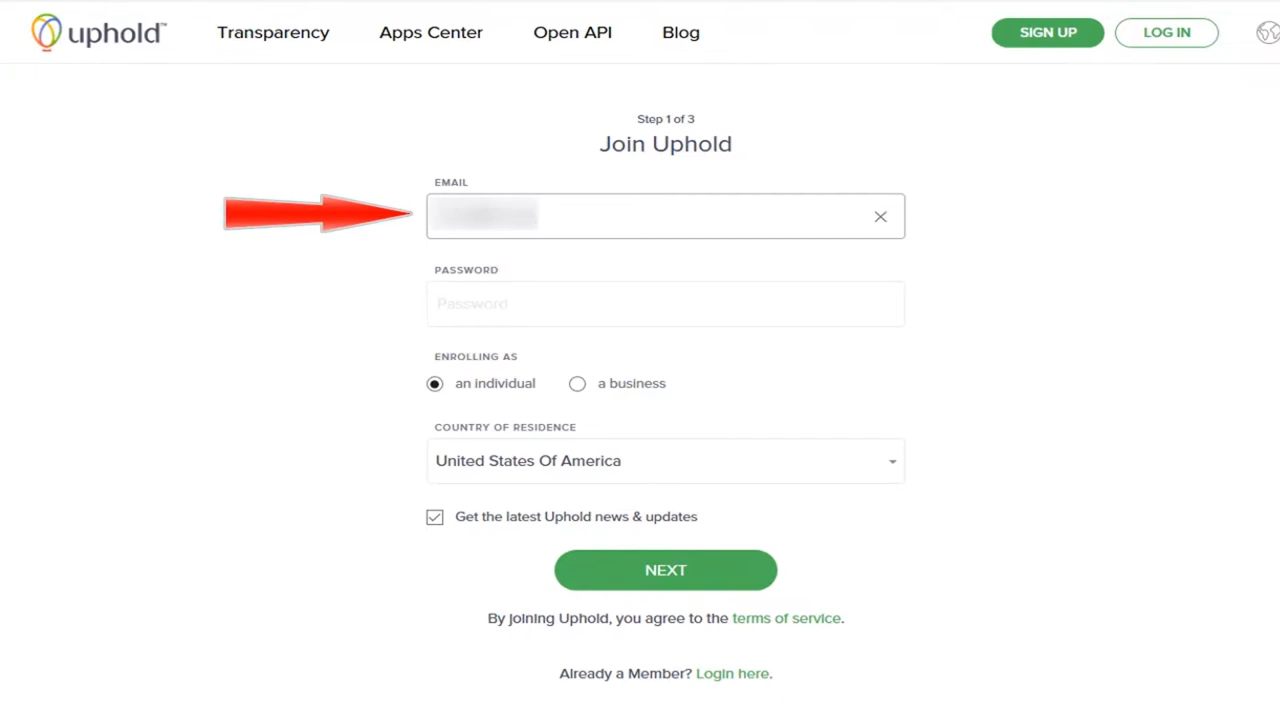 uphold™ Transparency Apps Center Open API Blog SIGN UP LOG IN
Step 1 of 3
Join Uphold
EMAIL
PASSWORD
Password
ENROLLING AS
an individual a business
COUNTRY OF RESIDENCE
United States Of America
Get the latest Uphold news & updates
NEXT
By joining Uphold, you agree to the terms of service.
Already a Member? Login here.